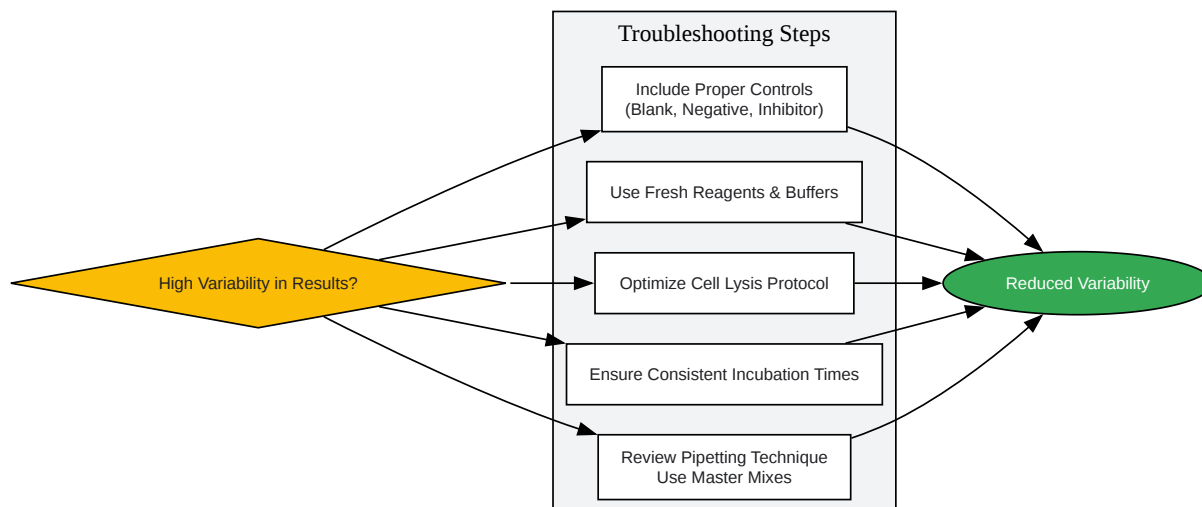 Troubleshooting Steps
Include Proper Controls
(Blank, Negative, Inhibitor)
Use Fresh Reagents & Buffers
High Variability in Results?
Optimize Cell Lysis Protocol
Reduced Variability
Ensure Consistent Incubation Times
Review Pipetting Technique
Use Master Mixes